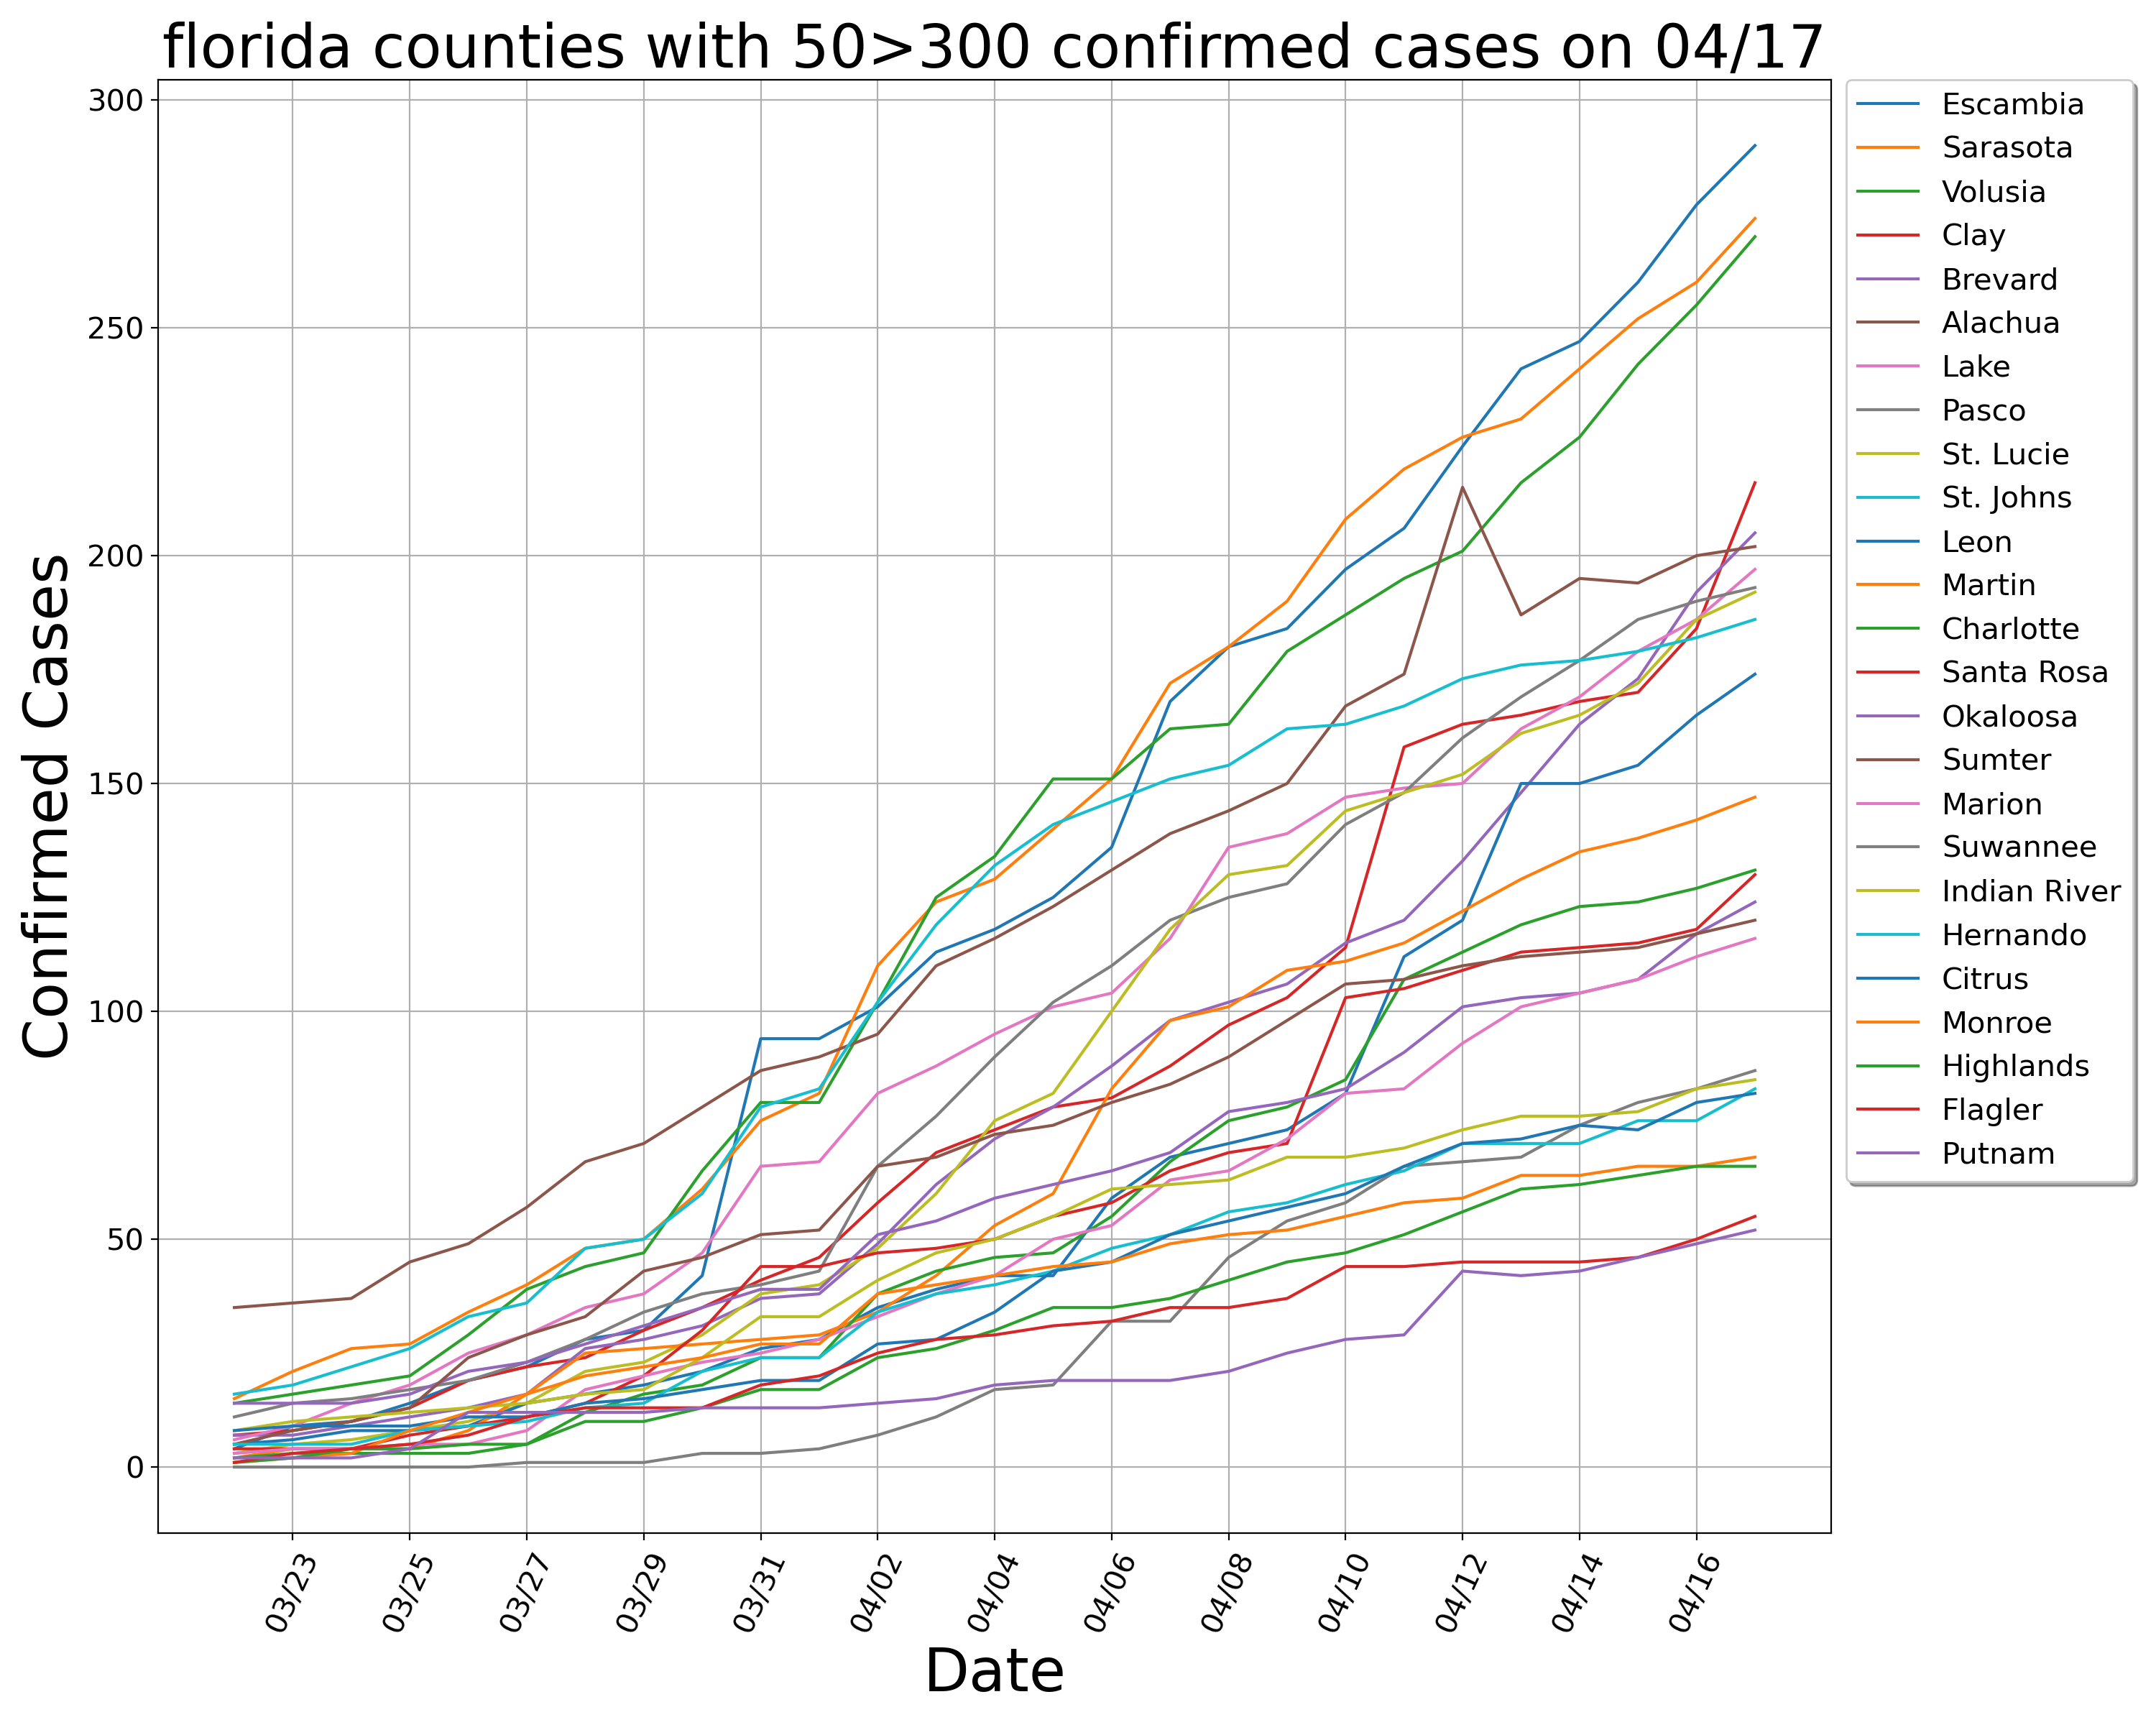 florida counties with 50>300 confirmed cases on 04/17
300
250
200
150
100
50
0
Confirmed Cases
03/23
03/25
03/27
03/29
03/31
04/02
04/04
04/06
04/08
04/10
04/12
04/14
04/16
Date
Escambia
Sarasota
Volusia
Clay
Brevard
Alachua
Lake
Pasco
St. Lucie
St. Johns
Leon
Martin
Charlotte
Santa Rosa
Okaloosa
Sumter
Marion
Suwannee
Indian River
Hernando
Citrus
Monroe
Highlands
Flagler
Putnam